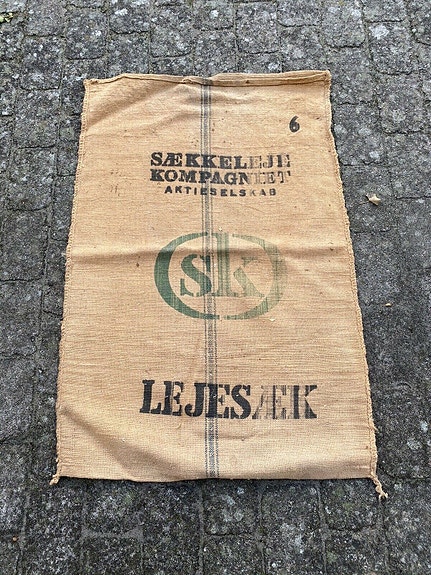 6
SÆKKELEJE
KOMPAGNIET
AKTIESELSKAB
sk
LEJESÆK